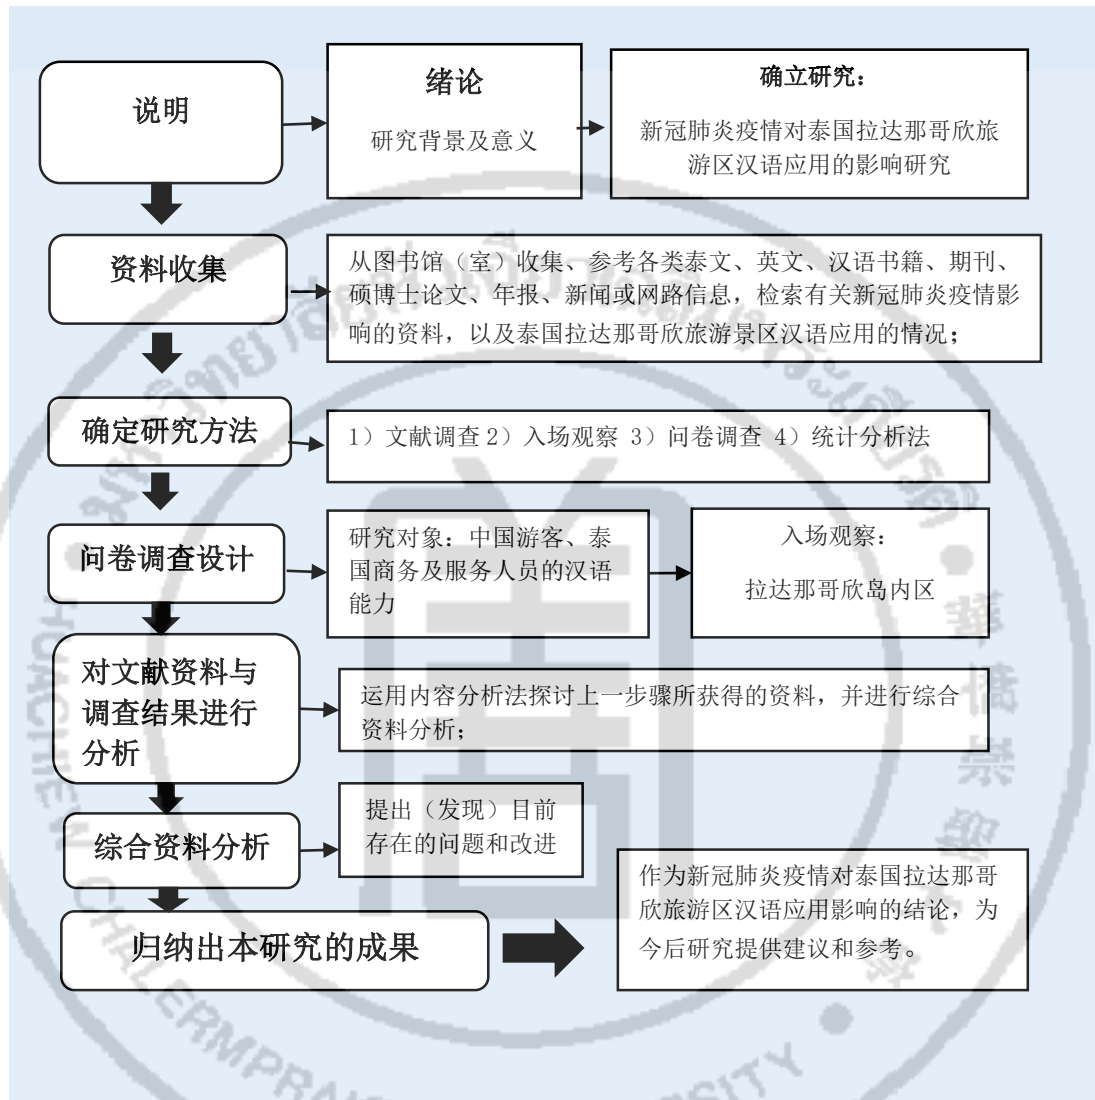 说明
绪论
研究背景及意义
确立研究：
新冠肺炎疫情对泰国拉达那哥欣旅
游区汉语应用的影响研究
资料收集
从图书馆（室）收集、参考各类泰文、英文、汉语书籍、期刊、
硕博士论文、年报、新闻或网路信息，检索有关新冠肺炎疫情影
响的资料，以及泰国拉达那哥欣旅游景区汉语应用的情况；
确定研究方法
1）文献调查 2）入场观察 3）问卷调查 4）统计分析法
问卷调查设计
研究对象：中国游客、泰
国商务及服务人员的汉语
能力
入场观察：
拉达那哥欣岛内区
对文献资料与
调查结果进行
分析
运用内容分析法探讨上一步骤所获得的资料，并进行综合
资料分析；
综合资料分析
提出（发现）目前
存在的问题和改进
归纳出本研究的成果
作为新冠肺炎疫情对泰国拉达那哥
欣旅游区汉语应用影响的结论，为
今后研究提供建议和参考。